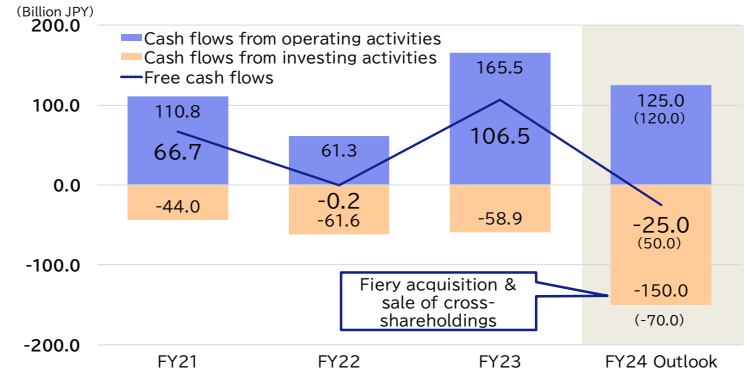 (Billion JPY)
200.0
100.0
0.0
-100.0
-200.0
Cash flows from operating activities
Cash flows from investing activities
Free cash flows
110.8
66.7
-44.0
61.3
-0.2
-61.6
165.5
106.5
-58.9
125.0
(120.0)
-25.0
(50.0)
-150.0
(-70.0)
Fiery acquisition &
sale of cross-
shareholdings
FY21
FY22
FY23
FY24 Outlook